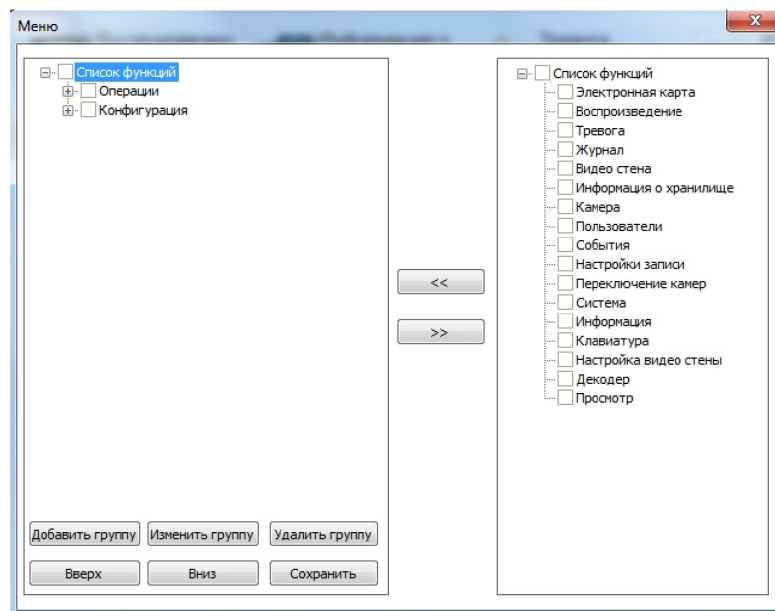 Меню
Список функций
Операции
Конфигурация
<<
>>
Список функций
Электронная карта
Воспроизведение
Тревога
Журнал
Видео стена
Информация о хранилище
Камера
Пользователи
События
Настройки записи
Переключение камер
Система
Информация
Клавиатура
Настройка видео стены
Декодер
Просмотр
Добавить группу Изменить группу Удалить группу
Вверх Вниз Сохранить